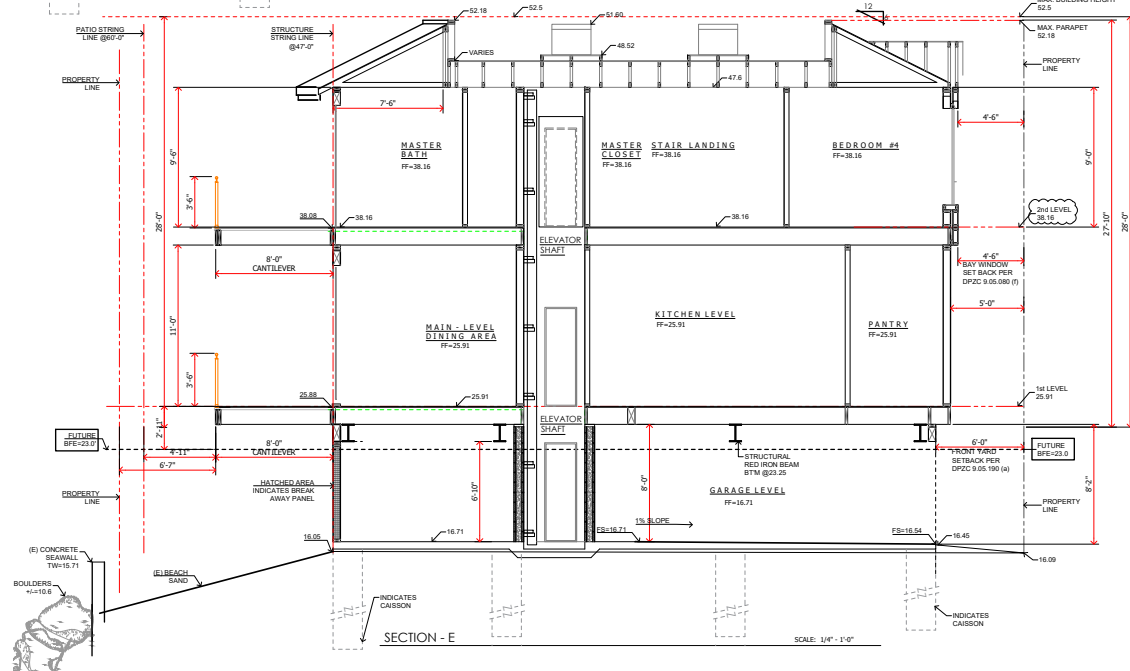 MAX. BUILDING HEIGHT
52.5
12
52.18
52.5
51.60
MAX. PARAPET
52.18
PATIO STRING
LINE @60'-0"
STRUCTURE
STRING LINE
@47'-0"
VARIES
48.52
47.6
PROPERTY
LINE
PROPERTY
LINE
7'-6"
4'-6"
9'-6"
MASTER
BATH
FF=38.16
MASTER
CLOSET
FF=38.16
STAIR LANDING
FF=38.16
BEDROOM #4
FF=38.16
9'-0"
3'-6"
28'-0"
38.08
38.16
38.16
2nd LEVEL
38.16
27'-10"
28'-0"
ELEVATOR
SHAFT
8'-0"
CANTILEVER
4'-6"
BAY WINDOW
SET BACK PER
DPZC 9.05.080 (f)
5'-0"
11'-0"
MAIN - LEVEL
DINING AREA
FF=25.91
KITCHEN LEVEL
FF=25.91
PANTRY
FF=25.91
3'-6"
25.88
25.91
1st LEVEL
25.91
2'-11"
ELEVATOR
SHAFT
FUTURE
BFE=23.0'
4'-11"
8'-0"
CANTILEVER
6'-7"
6'-0"
FRONT YARD
SETBACK PER
DPZC 9.05.190 (a)
FUTURE
BFE=23.0
STRUCTURAL
RED IRON BEAM
BT'M @23.25
HATCHED AREA
INDICATES BREAK
AWAY PANEL
6'-10"
8'-0"
GARAGE LEVEL
FF=16.71
8'-2"
PROPERTY
LINE
PROPERTY
LINE
1% SLOPE
16.05
16.71
FS=16.71
FS=16.54
16.45
16.09
(E) CONCRETE
SEAWALL
TW=15.71
(E) BEACH
SAND
BOULDERS
+/-=10.6
INDICATES
CAISSON
INDICATES
CAISSON
SECTION - E
SCALE: 1/4" - 1'-0"